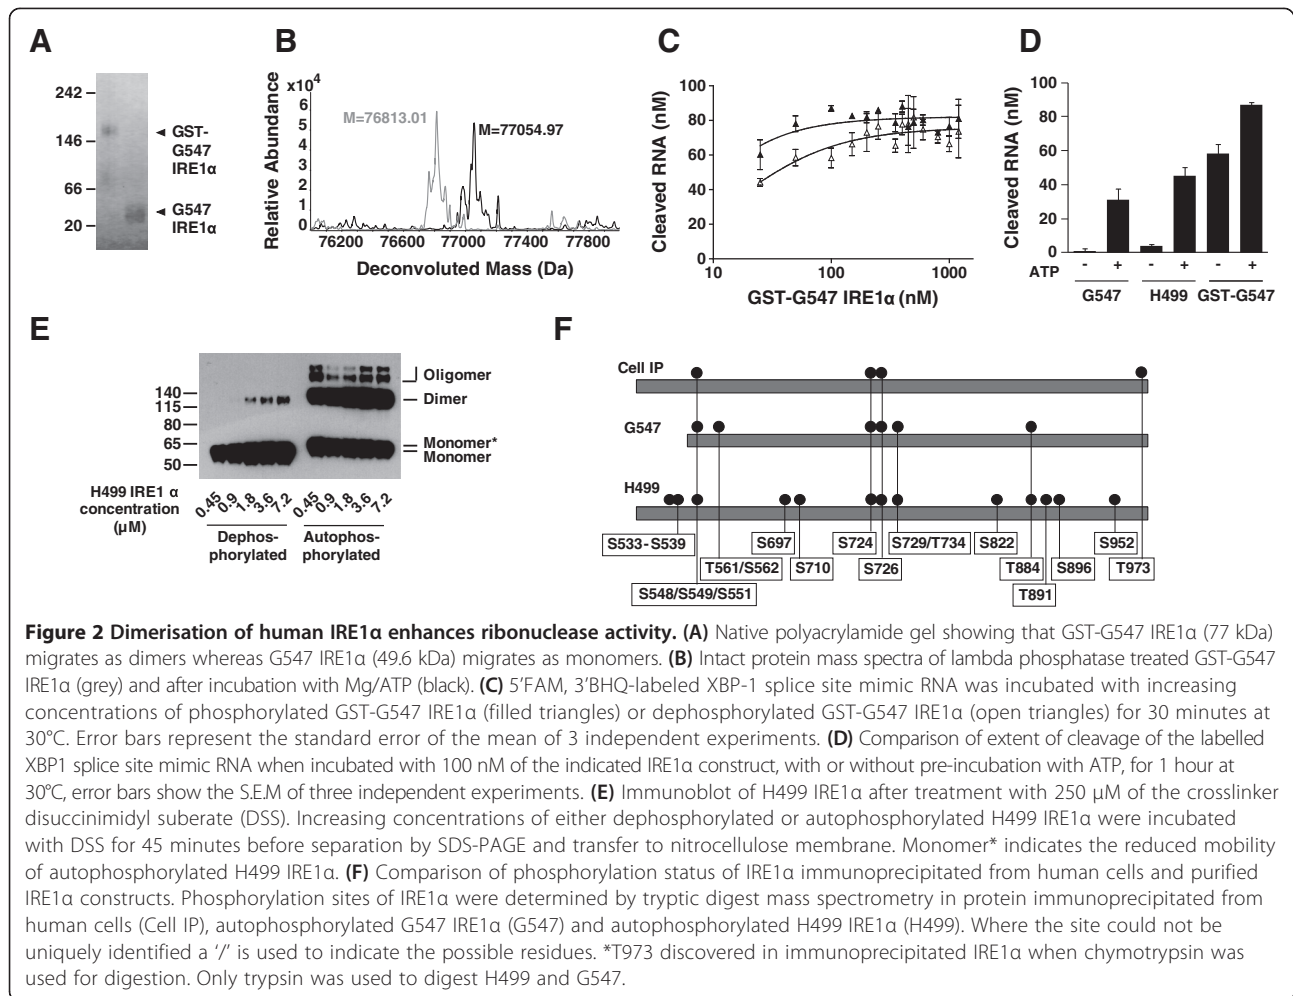 A
242
146
66
20
GST-
G547
IRE1α
G547
IRE1α
B
x10⁴
Relative Abundance
6
5
4
3
2
1
0
M=76813.01
M=77054.97
76200 76600 77000 77400 77800
Deconvoluted Mass (Da)
C
Cleaved RNA (nM)
100
80
60
40
20
0
10 100 1000
GST-G547 IRE1α (nM)
D
Cleaved RNA (nM)
100
80
60
40
20
0
ATP - + - + - +
G547 H499 GST-G547
E
140
115
80
65
50
Oligomer
Dimer
Monomer*
Monomer
H499 IRE1 α
concentration
(μM)
0.45 0.9 1.8 3.6 7.2 0.45 0.9 1.8 3.6 7.2
Dephos-
phorylated
Autophos-
phorylated
F
Cell IP
G547
H499
S533-S539 S697 S724 S729/T734 S822 S952
T561/S562 S710 S726 T884 S896 T973
S548/S549/S551 T891
Figure 2 Dimerisation of human IRE1α enhances ribonuclease activity. (A) Native polyacrylamide gel showing that GST-G547 IRE1α (77 kDa)
migrates as dimers whereas G547 IRE1α (49.6 kDa) migrates as monomers. (B) Intact protein mass spectra of lambda phosphatase treated GST-G547
IRE1α (grey) and after incubation with Mg/ATP (black). (C) 5’FAM, 3’BHQ-labeled XBP-1 splice site mimic RNA was incubated with increasing
concentrations of phosphorylated GST-G547 IRE1α (filled triangles) or dephosphorylated GST-G547 IRE1α (open triangles) for 30 minutes at
30°C. Error bars represent the standard error of the mean of 3 independent experiments. (D) Comparison of extent of cleavage of the labelled
XBP1 splice site mimic RNA when incubated with 100 nM of the indicated IRE1α construct, with or without pre-incubation with ATP, for 1 hour at
30°C, error bars show the S.E.M of three independent experiments. (E) Immunoblot of H499 IRE1α after treatment with 250 μM of the crosslinker
disuccinimidyl suberate (DSS). Increasing concentrations of either dephosphorylated or autophosphorylated H499 IRE1α were incubated
with DSS for 45 minutes before separation by SDS-PAGE and transfer to nitrocellulose membrane. Monomer* indicates the reduced mobility
of autophosphorylated H499 IRE1α. (F) Comparison of phosphorylation status of IRE1α immunoprecipitated from human cells and purified
IRE1α constructs. Phosphorylation sites of IRE1α were determined by tryptic digest mass spectrometry in protein immunoprecipitated from
human cells (Cell IP), autophosphorylated G547 IRE1α (G547) and autophosphorylated H499 IRE1α (H499). Where the site could not be
uniquely identified a ‘/’ is used to indicate the possible residues. *T973 discovered in immunoprecipitated IRE1α when chymotrypsin was
used for digestion. Only trypsin was used to digest H499 and G547.